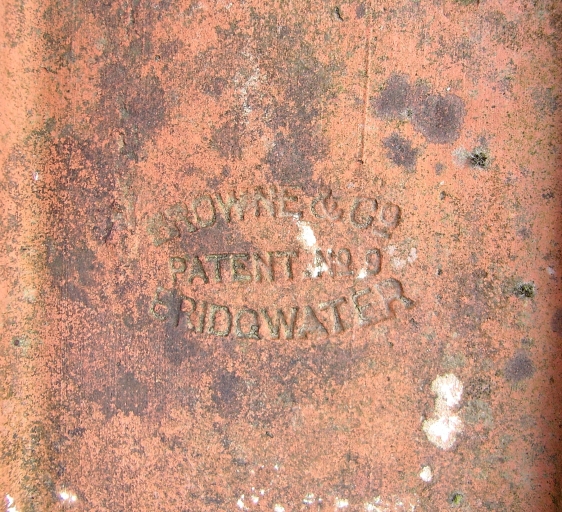 BROWNE & CO
PATENT NO. 9
BRIDGWATER